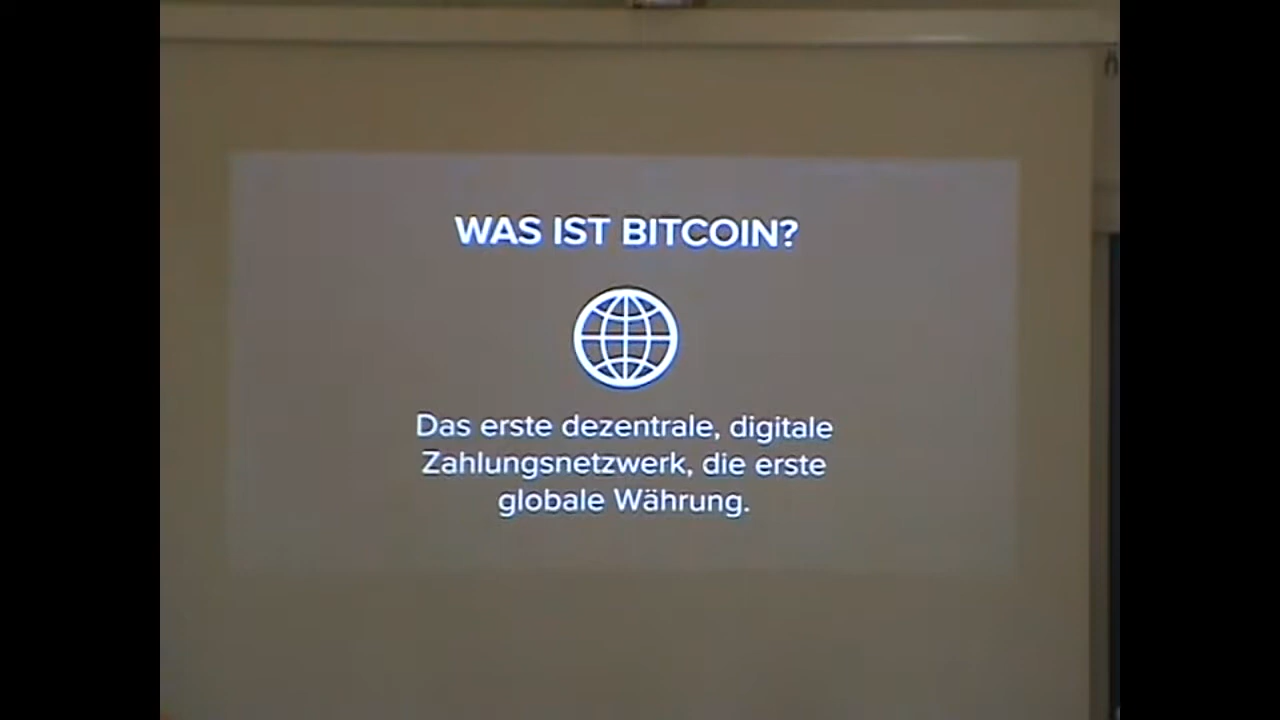 WAS IST BITCOIN?
Das erste dezentrale, digitale
Zahlungsnetzwerk, die erste
globale Währung.